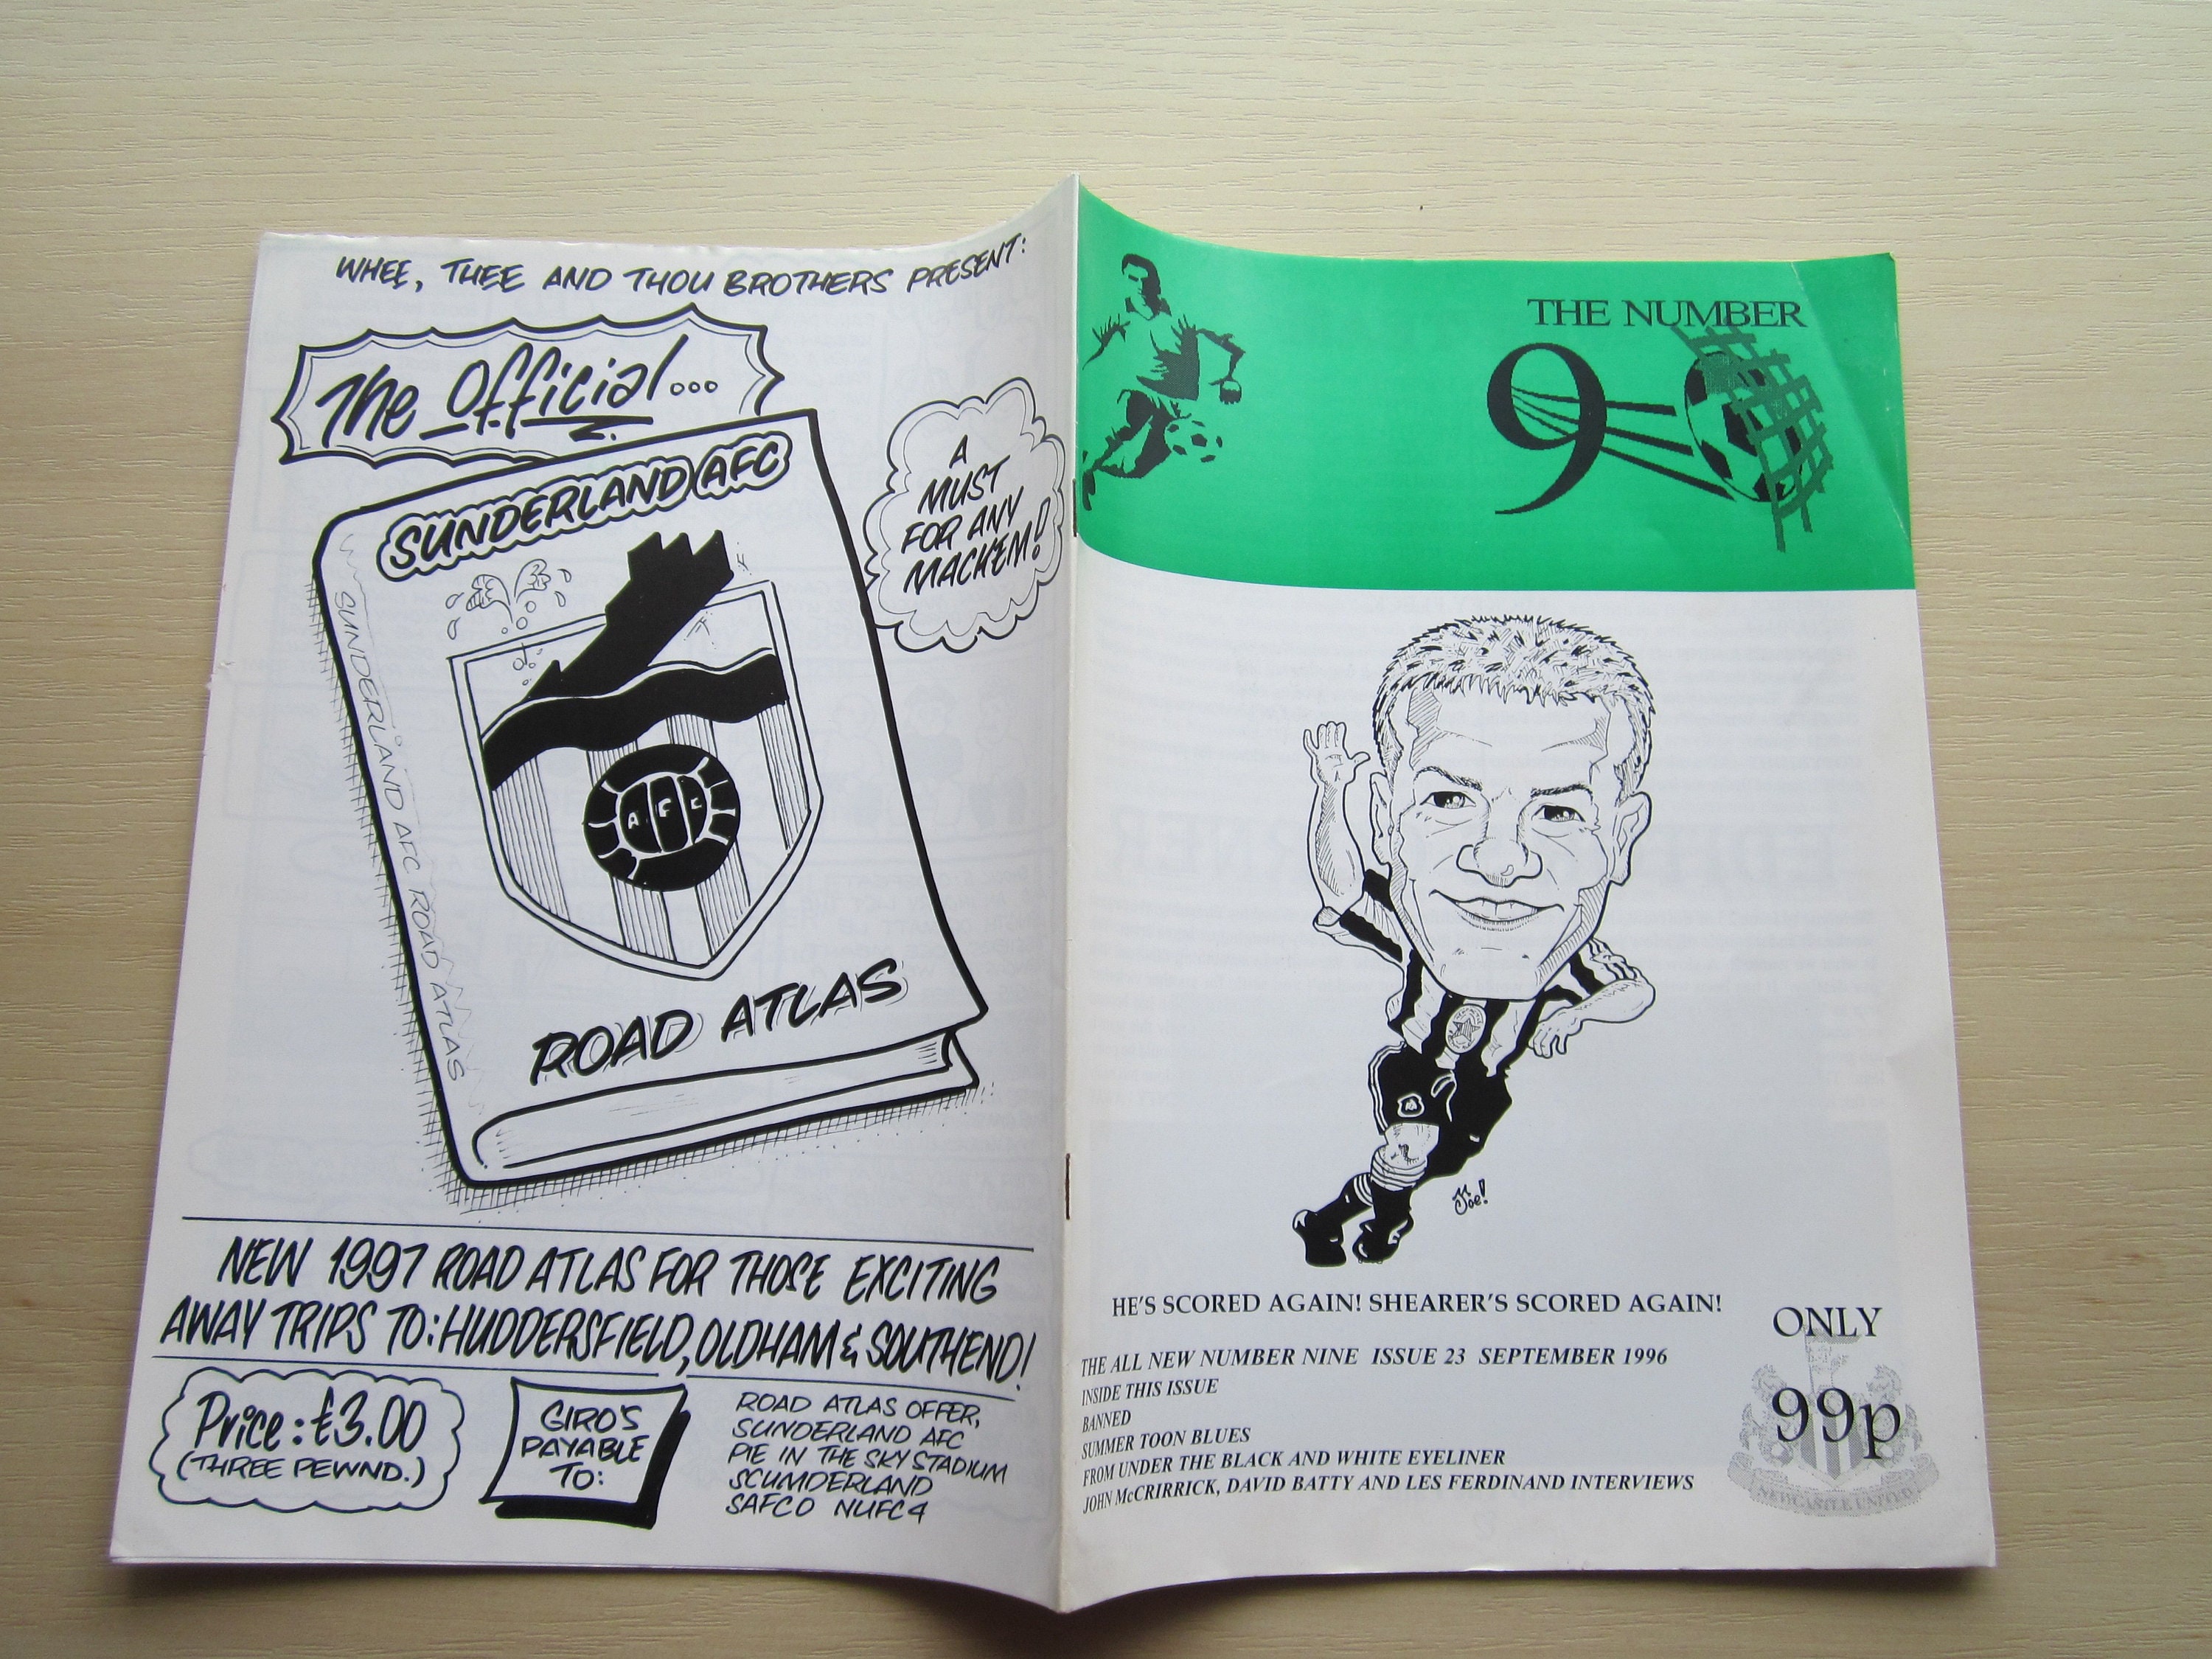 WHEE, THEE AND THOU BROTHERS PRESENT:
The Official...
SUNDERLAND AFC
A
MUST
FOR ANY
MACKEM!
SUNDERLAND AFC ROAD ATLAS
AFC
ROAD ATLAS
NEW 1997 ROAD ATLAS FOR THOSE EXCITING
AWAY TRIPS TO: HUDDERSFIELD, OLDHAM & SOUTHEND!
Price: £3.00
(THREE PEWND.)
GIRO'S
PAYABLE
TO:
ROAD ATLAS OFFER,
SUNDERLAND AFC
PIE IN THE SKY STADIUM
SCUMDERLAND
SAFC0 NUFC4
THE NUMBER
9
Joe!
HE'S SCORED AGAIN! SHEARER'S SCORED AGAIN!
THE ALL NEW NUMBER NINE ISSUE 23 SEPTEMBER 1996
INSIDE THIS ISSUE
BANNED
SUMMER TOON BLUES
FROM UNDER THE BLACK AND WHITE EYELINER
JOHN McCRIRRICK, DAVID BATTY AND LES FERDINAND INTERVIEWS
ONLY
99p
NEWCASTLE UNITED